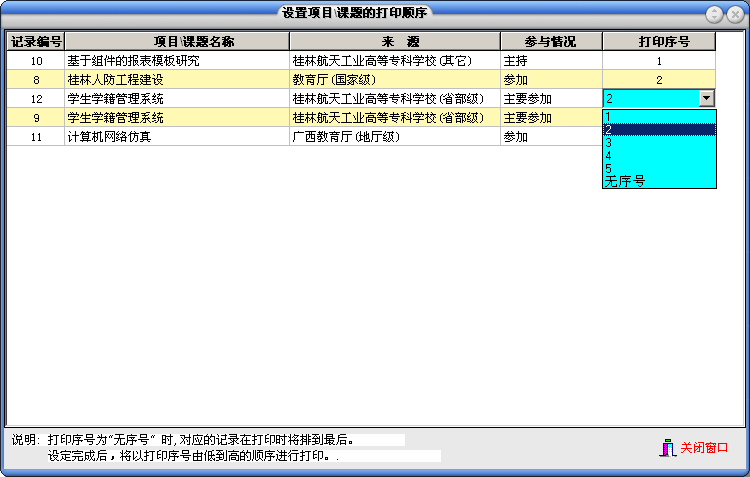 设置项目\课题的打印顺序
记录编号 项目\课题名称 来 源 参与情况 打印序号
10 基于组件的报表模板研究 桂林航天工业高等专科学校(其它) 主持 1
8 桂林人防工程建设 教育厅(国家级) 参加 2
12 学生学籍管理系统 桂林航天工业高等专科学校(省部级) 主要参加 2
9 学生学籍管理系统 桂林航天工业高等专科学校(省部级) 主要参加
11 计算机网络仿真 广西教育厅(地厅级) 参加
1
2
3
4
5
无序号
说明: 打印序号为"无序号" 时,对应的记录在打印时将排到最后。
设定完成后,将以打印序号由低到高的顺序进行打印。.
关闭窗口